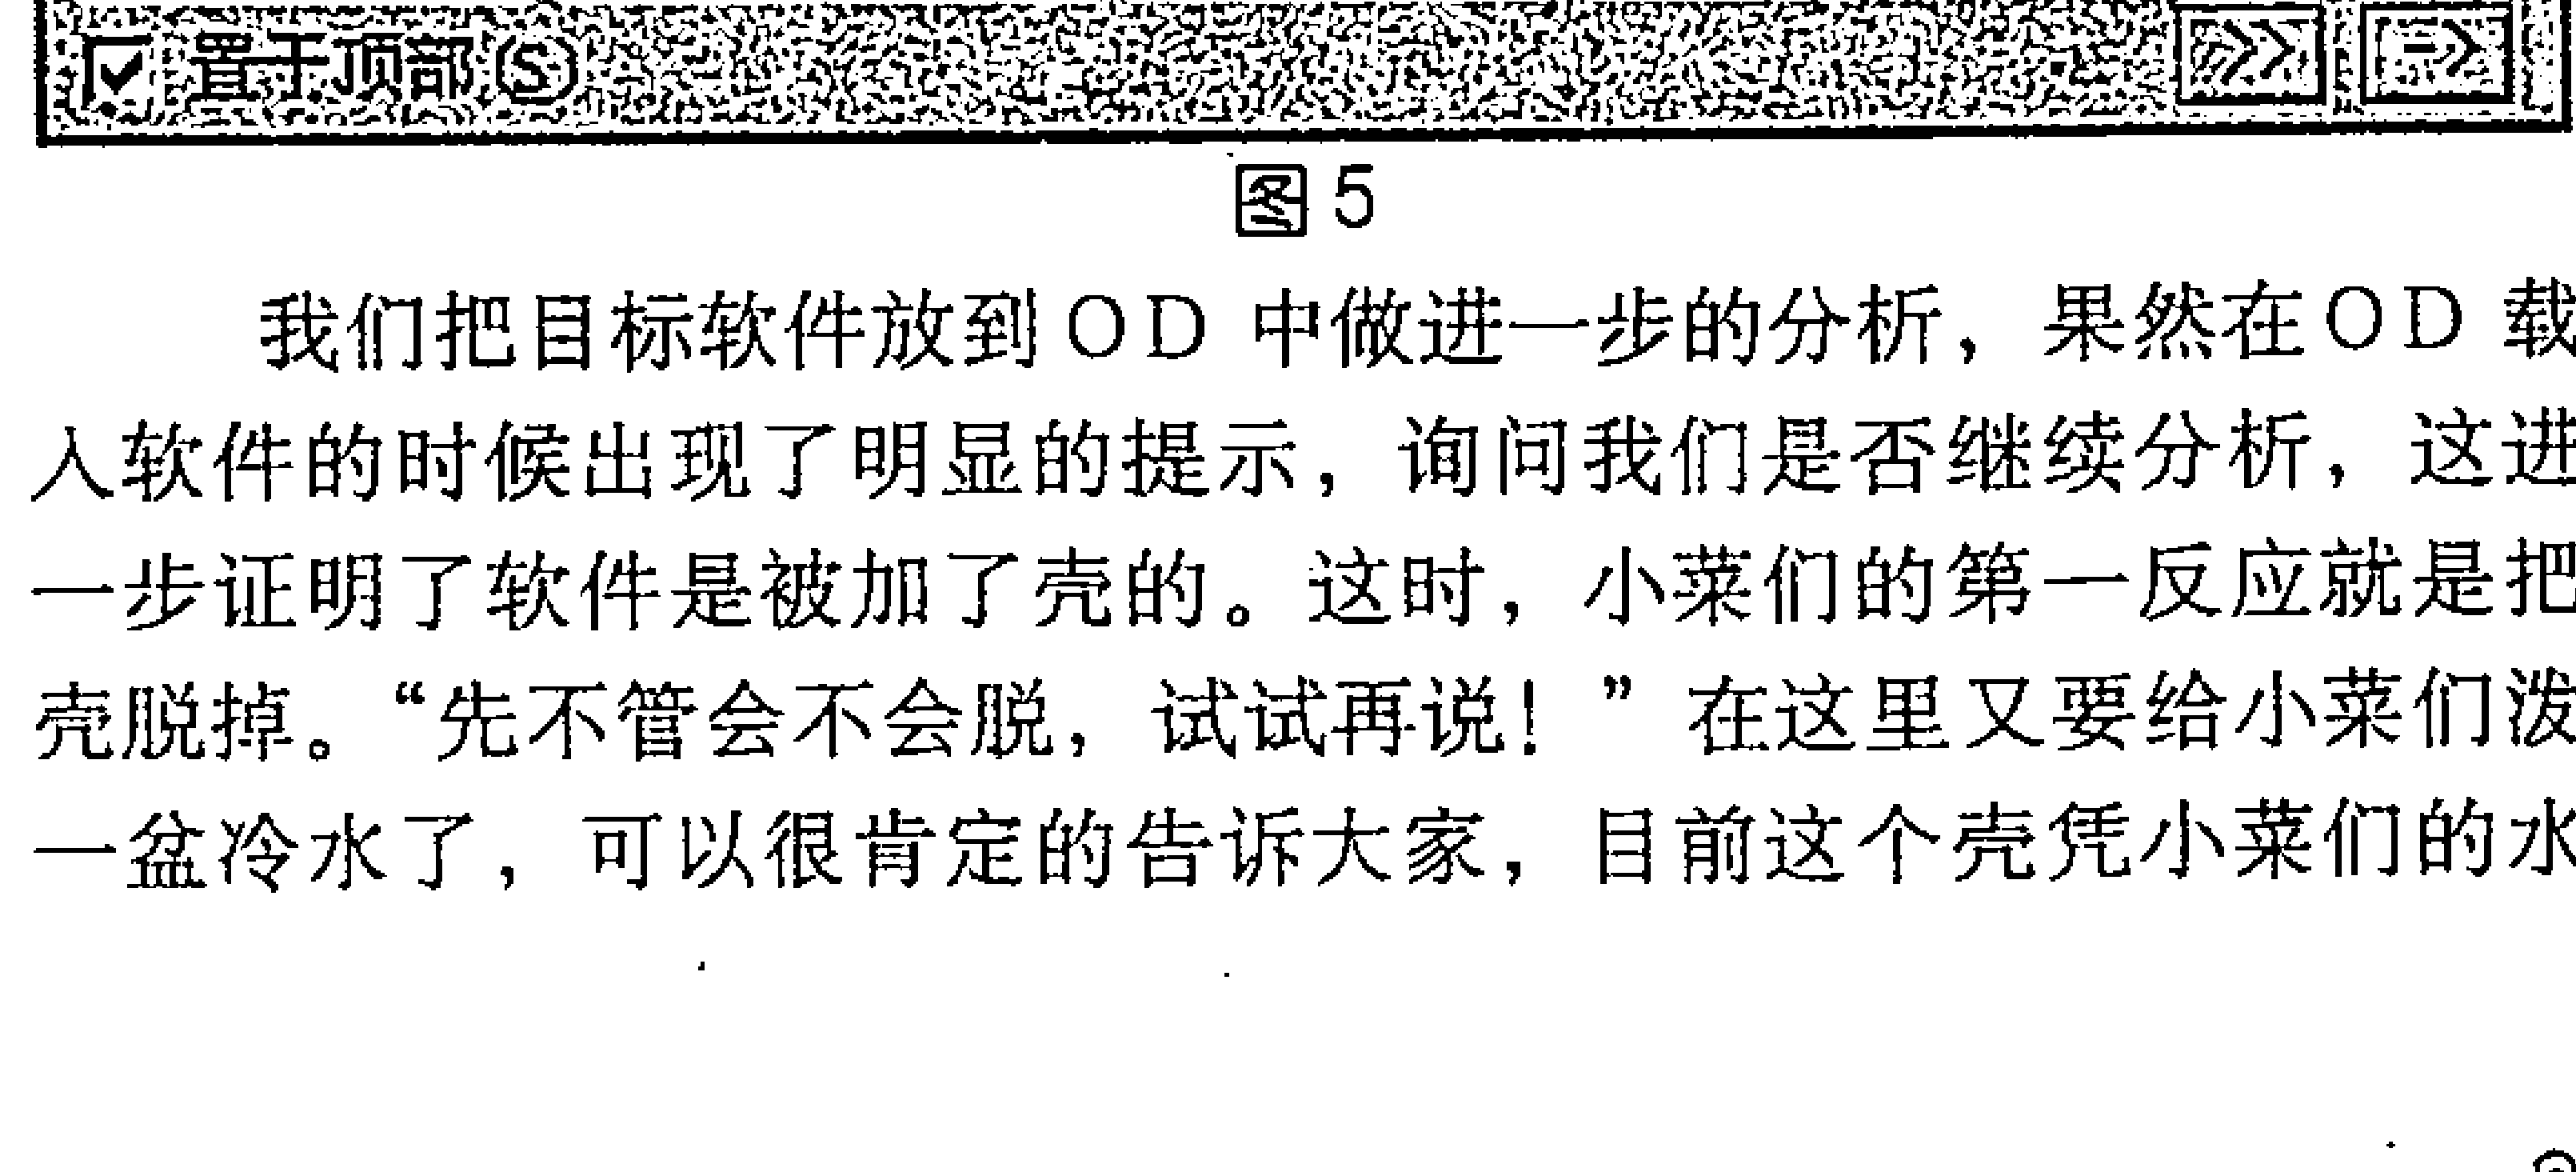 置于顶部(S) >> =>
图5
我们把目标软件放到OD 中做进一步的分析，果然在OD 载
入软件的时候出现了明显的提示，询问我们是否继续分析，这进
一步证明了软件是被加了壳的。这时，小菜们的第一反应就是把
壳脱掉。“先不管会不会脱，试试再说！”在这里又要给小菜们泼
一盆冷水了，可以很肯定的告诉大家，目前这个壳凭小菜们的水